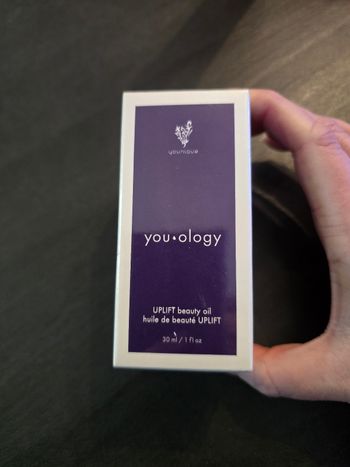 younique
you•ology
UPLIFT beauty oil
huile de beauté UPLIFT
30 ml / 1 fl oz